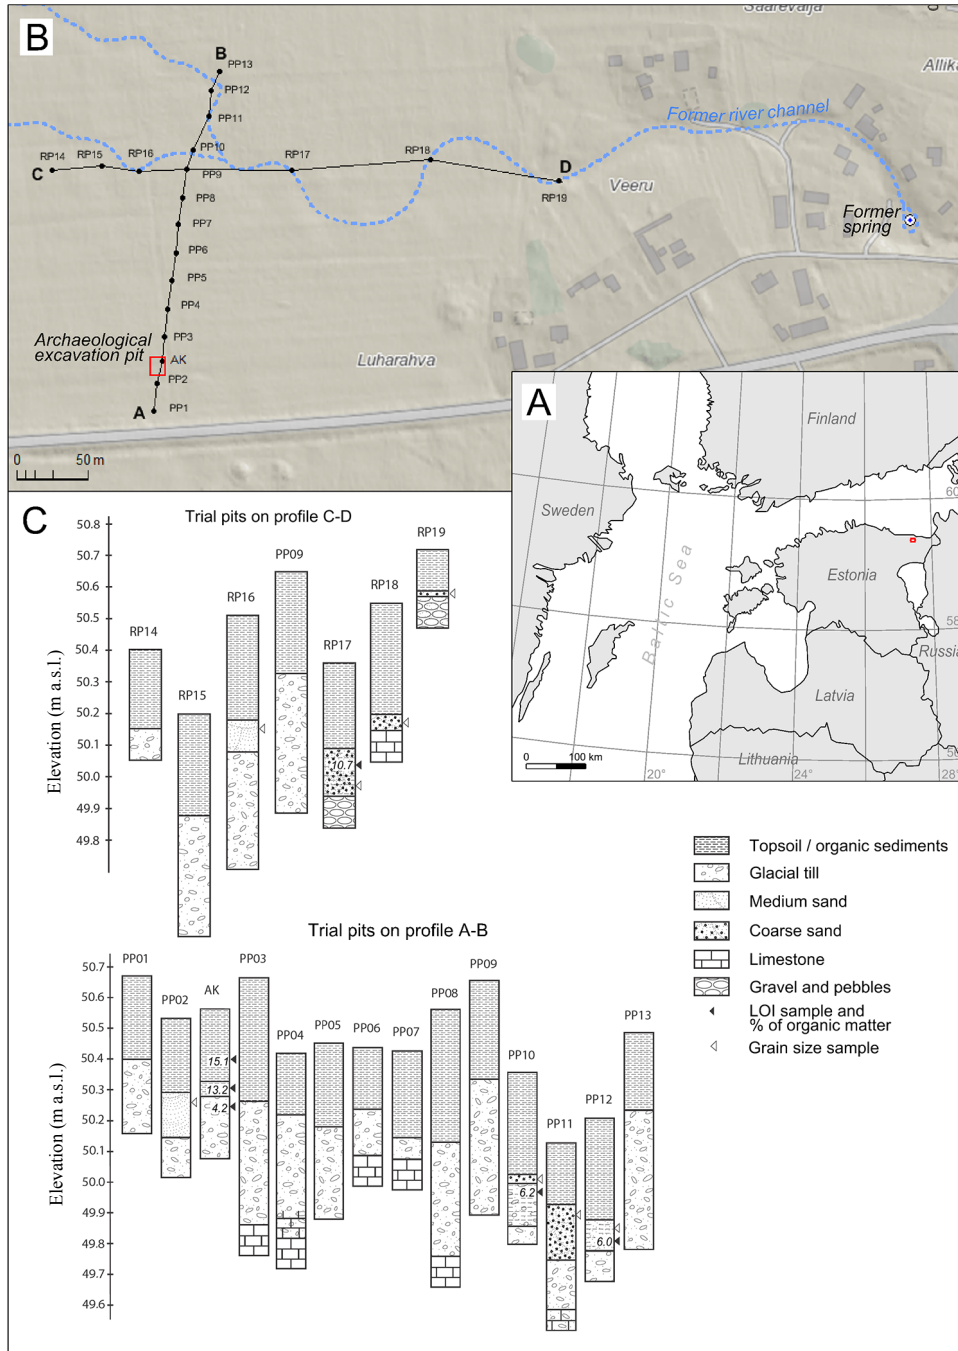 Saarevälja
B
B
PP13
Allika
PP12
Former river channel
PP11
PP10
RP14
RP15
RP16
RP17
RP18
C
PP9
D
Veeru
RP19
PP8
Former
spring
PP7
PP6
PP5
PP4
Archaeological
excavation pit
PP3
AK
Luharahva
PP2
A
PP1
0
50 m
A
Finland
60
Sweden
Baltic Sea
Estonia
58
Russia
Latvia
Lithuania
56
0
100 km
20°
24°
28°
C
Trial pits on profile C-D
Elevation (m a.s.l.)
50.8
50.7
50.6
50.5
50.4
50.3
50.2
50.1
50.0
49.9
49.8
RP14
RP15
RP16
PP09
RP17
10.7
RP18
RP19
Topsoil / organic sediments
Glacial till
Medium sand
Coarse sand
Limestone
Gravel and pebbles
LOI sample and
% of organic matter
Grain size sample
Trial pits on profile A-B
Elevation (m a.s.l.)
50.7
50.6
50.5
50.4
50.3
50.2
50.1
50.0
49.9
49.8
49.7
49.6
PP01
PP02
AK
15.1
13.2
4.2
PP03
PP04
PP05
PP06
PP07
PP08
PP09
PP10
6.2
PP11
PP12
6.0
PP13